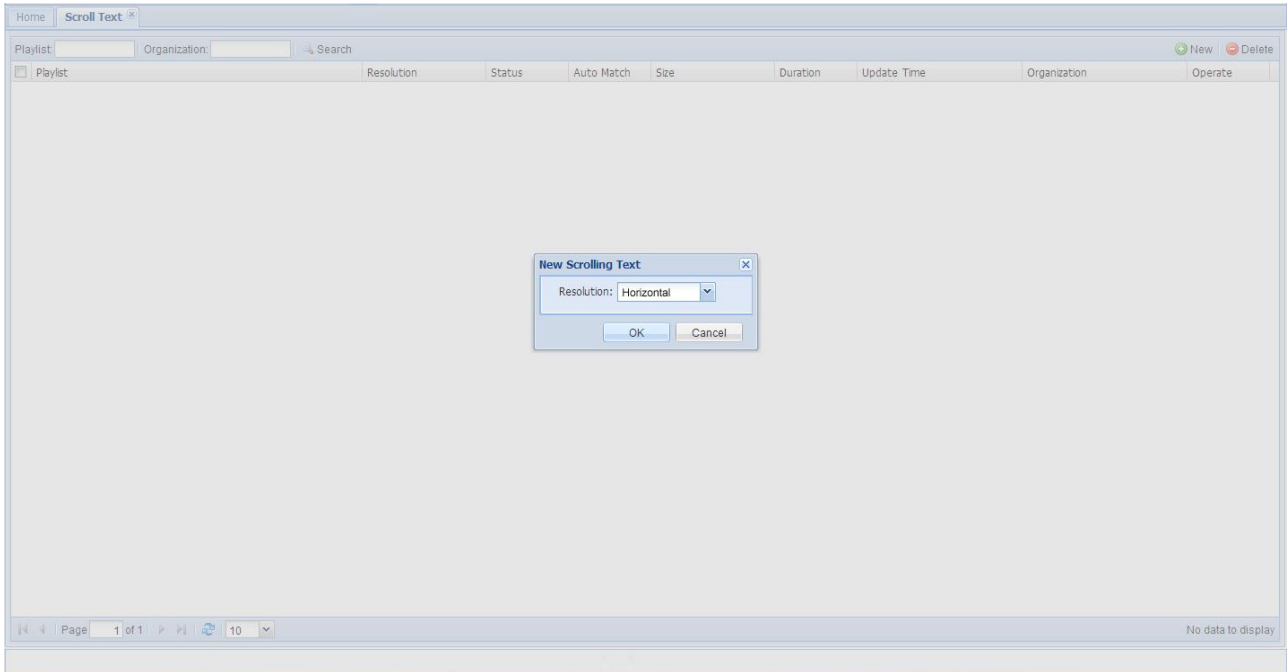 Home Scroll Text
Playlist: Organization: Search New Delete
Playlist Resolution Status Auto Match Size Duration Update Time Organization Operate
New Scrolling Text
Resolution: Horizontal
OK Cancel
Page 1 of 1 10 No data to display